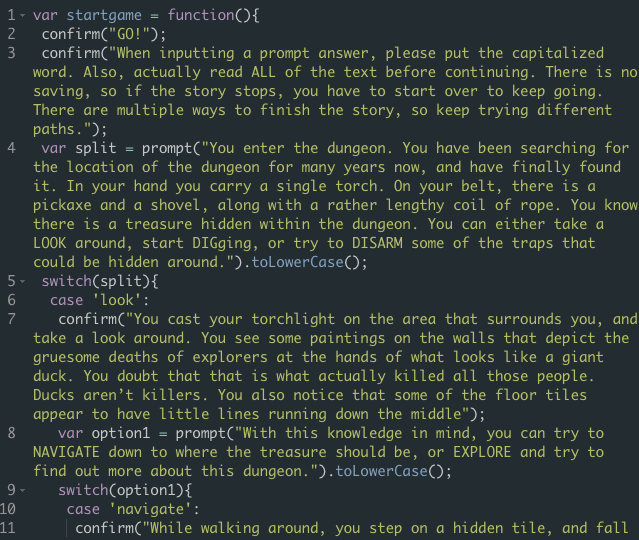 1 var startgame = function(){
2 confirm("GO!");
3 confirm("When inputting a prompt answer, please put the capitalized
word. Also, actually read ALL of the text before continuing. There is no
saving, so if the story stops, you have to start over to keep going.
There are multiple ways to finish the story, so keep trying different
paths.");
4 var split = prompt("You enter the dungeon. You have been searching for
the location of the dungeon for many years now, and have finally found
it. In your hand you carry a single torch. On your belt, there is a
pickaxe and a shovel, along with a rather lengthy coil of rope. You know
there is a treasure hidden within the dungeon. You can either take a
LOOK around, start DIGging, or try to DISARM some of the traps that
could be hidden around.").toLowerCase();
5 switch(split){
6 case 'look':
7 confirm("You cast your torchlight on the area that surrounds you, and
take a look around. You see some paintings on the walls that depict the
gruesome deaths of explorers at the hands of what looks like a giant
duck. You doubt that that is what actually killed all those people.
Ducks aren’t killers. You also notice that some of the floor tiles
appear to have little lines running down the middle");
8 var option1 = prompt("With this knowledge in mind, you can try to
NAVIGATE down to where the treasure should be, or EXPLORE and try to
find out more about this dungeon.").toLowerCase();
9 switch(option1){
10 case 'navigate':
11 confirm("While walking around, you step on a hidden tile, and fall